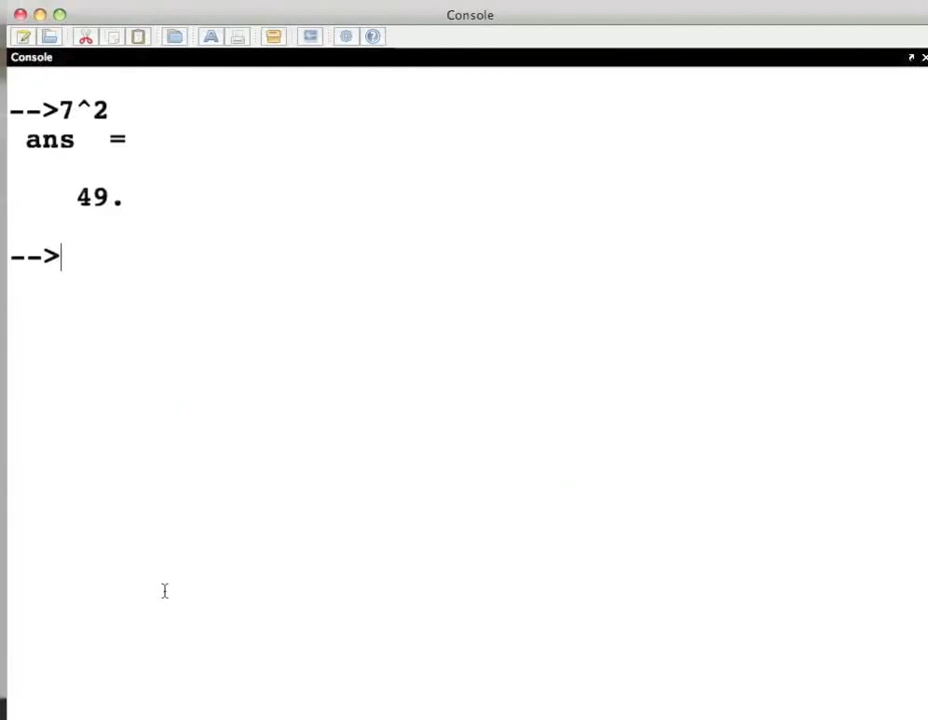 Console
Console
-->7^2
ans  =
49.
-->